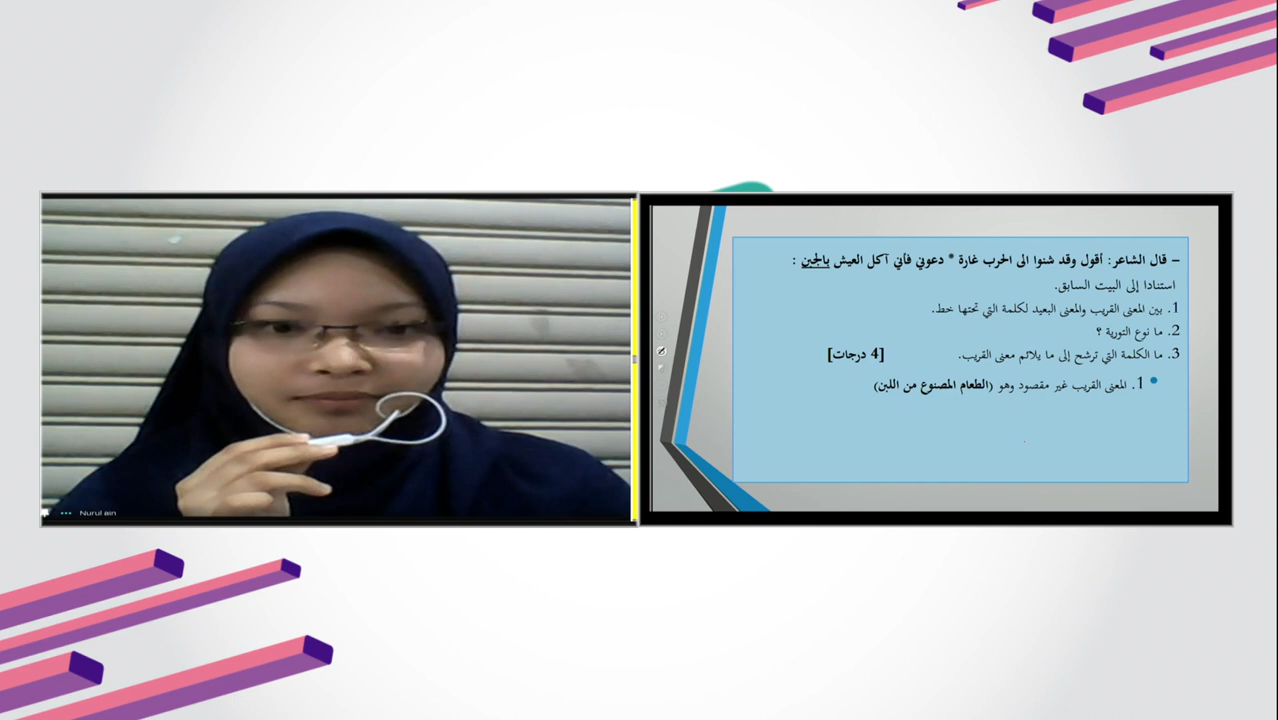 – قال الشاعر: أقول وقد شنوا الى الحرب غارة * دعوني فأني آكل العيش بالجبن :
استنادا إلى البيت السابق.
1. بين المعنى القريب والمعنى البعيد لكلمة التي تحتها خط.
2. ما نوع التورية ؟
3. ما الكلمة التي ترشح إلى ما يلائم معنى القريب. [4 درجات]
1. المعنى القريب غير مقصود وهو (الطعام المصنوع من اللبن)
Nurul ain